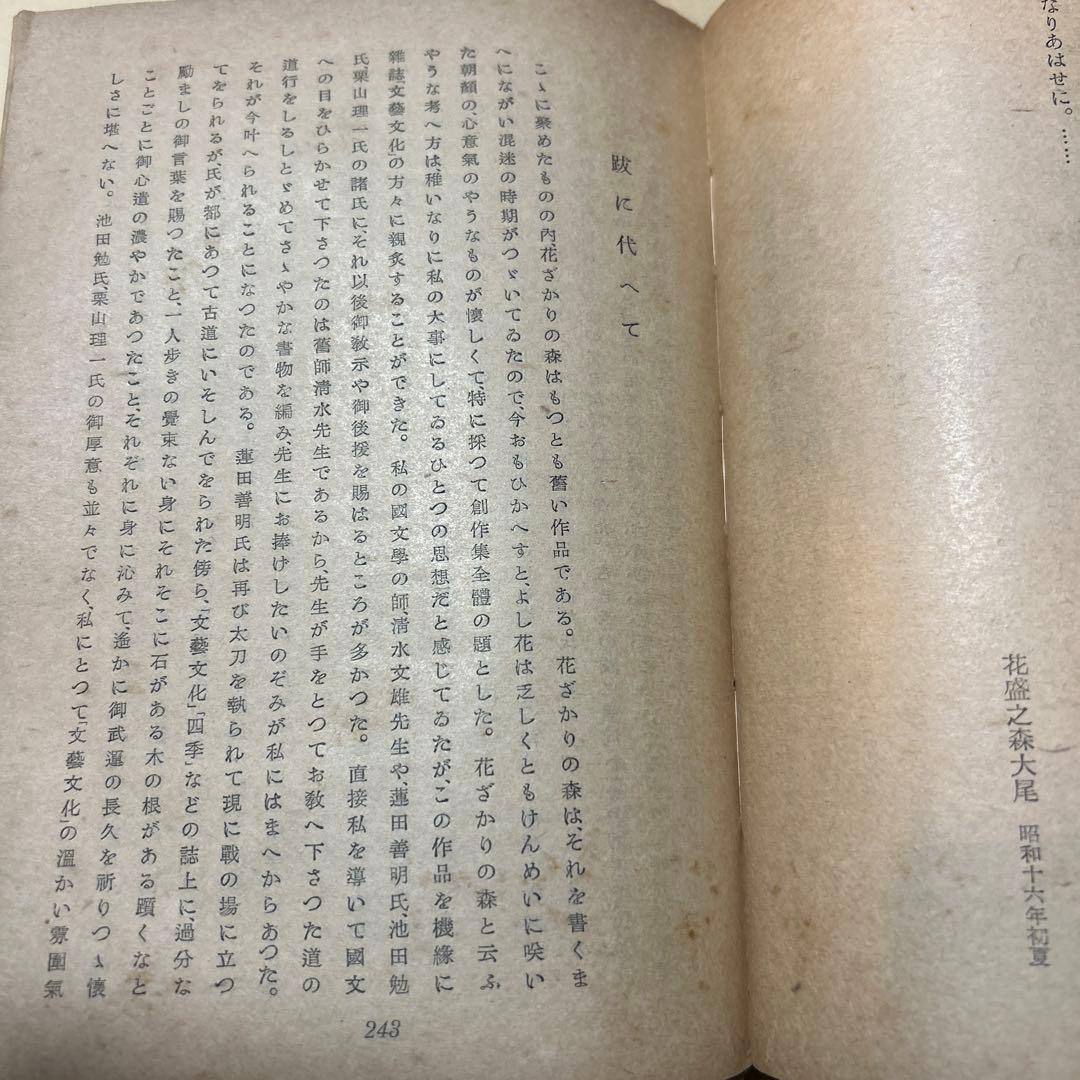 なりあはせに。……
花盛之森大尾　昭和十六年初夏
跋に代へて
こゝに聚めたものの內、花ざかりの森はもつとも舊い作品である。花ざかりの森は、それを書くま
へにながい混迷の時期がつゞいてゐたので、今おもひかへすと、よし花は乏しくともけんめいに咲い
た朝顏の、心意氣のやうなものが懷しくて、特に採つて創作集全體の題とした。花ざかりの森と云ふ
やうな考へ方は、稚いなりに私の大事にしてゐるひとつの思想だと感じてゐたが、この作品を機緣に
雜誌「文藝文化」の方々に親炙することができた。私の國文學の師、淸水文雄先生や、蓮田善明氏、池田勉
氏、栗山理一氏の諸氏に、それ以後御敎示や御後援を賜はるところが多かつた。直接私を導いて國文
への目をひらかせて下さつたのは舊師淸水先生であるから、先生が手をとつてお敎へ下さつた道の
道行をしるしとゞめてさゝやかな書物を編み、先生にお捧げしたいのぞみが私にはまへからあつた。
それが今叶へられることになつたのである。蓮田善明氏は再び太刀を執られて現に戰の場に立つ
てをられるが、氏が都にあつて古道にいそしんでをられた傍ら、「文藝文化」「四季」などの誌上に、過分な
勵ましの御言葉を賜つたこと、一人步きの覺束ない身にそれそこに石がある木の根がある躓くなと
ことごとに御心遣の濃やかであつたこと、それぞれに身に沁みて、遙かに御武運の長久を祈りつゝ懷
しさに堪へない。池田勉氏、栗山理一氏の御厚意も並々でなく、私にとつて「文藝文化」の溫かい雰圍氣
243